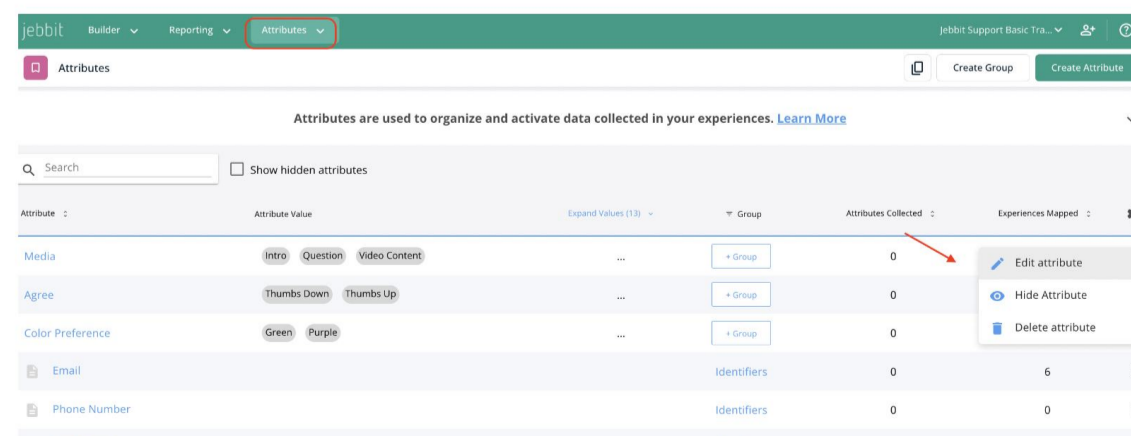 jebbit Builder Reporting Attributes Jebbit Support Basic Tra...
Attributes Create Group Create Attribute
Attributes are used to organize and activate data collected in your experiences. Learn More
Search Show hidden attributes
Attribute Attribute Value Expand Values (13) Group Attributes Collected Experiences Mapped
Media Intro Question Video Content ... + Group 0 Edit attribute
Agree Thumbs Down Thumbs Up ... + Group 0 Hide Attribute
Color Preference Green Purple ... + Group 0 Delete attribute
Email Identifiers 0 6
Phone Number Identifiers 0 0